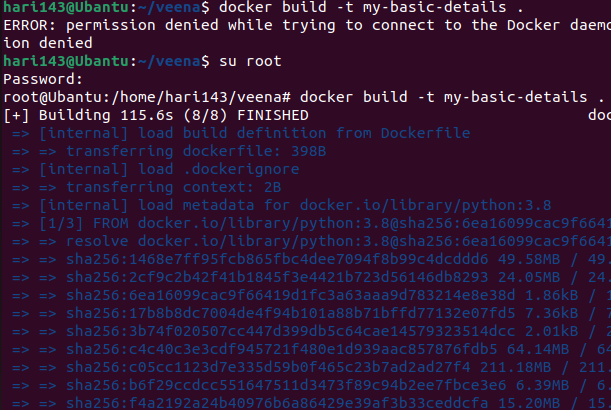 hari143@Ubuntu:~/veena$ docker build -t my-basic-details .
ERROR: permission denied while trying to connect to the Docker daemo
ion denied
hari143@Ubuntu:~/veena$ su root
Password:
root@Ubuntu:/home/hari143/veena# docker build -t my-basic-details .
[+] Building 115.6s (8/8) FINISHED doc
=> [internal] load build definition from Dockerfile
=> => transferring dockerfile: 398B
=> [internal] load .dockerignore
=> => transferring context: 2B
=> [internal] load metadata for docker.io/library/python:3.8
=> [1/3] FROM docker.io/library/python:3.8@sha256:6ea16099cac9f6641
=> => resolve docker.io/library/python:3.8@sha256:6ea16099cac9f6641
=> => sha256:1468e7ff95fcb865fbc4dee7094f8b99c4dcddd6 49.58MB / 49.
=> => sha256:2cf9c2b42f41b1845f3e4421b723d56146db8293 24.05MB / 24.
=> => sha256:6ea16099cac9f66419d1fc3a63aaa9d783214e8e38d 1.86kB / 1
=> => sha256:17b8b8dc7004de4f94b101a88b71bffd77132e07fd5 7.36kB / 7
=> => sha256:3b74f020507cc447d399db5c64cae14579323514dcc 2.01kB / 2
=> => sha256:c4c40c3e3cdf945721f480e1d939aac857876fdb5 64.14MB / 64
=> => sha256:c05cc1123d7e335d59b0f465c23b7ad2ad27f4 211.18MB / 211.
=> => sha256:b6f29ccdcc551647511d3473f89c94b2ee7fbce3e6 6.39MB / 6.
=> => sha256:f4a2192a24b40976b6a86429e39af3b33ceddcfa 15.20MB / 15.